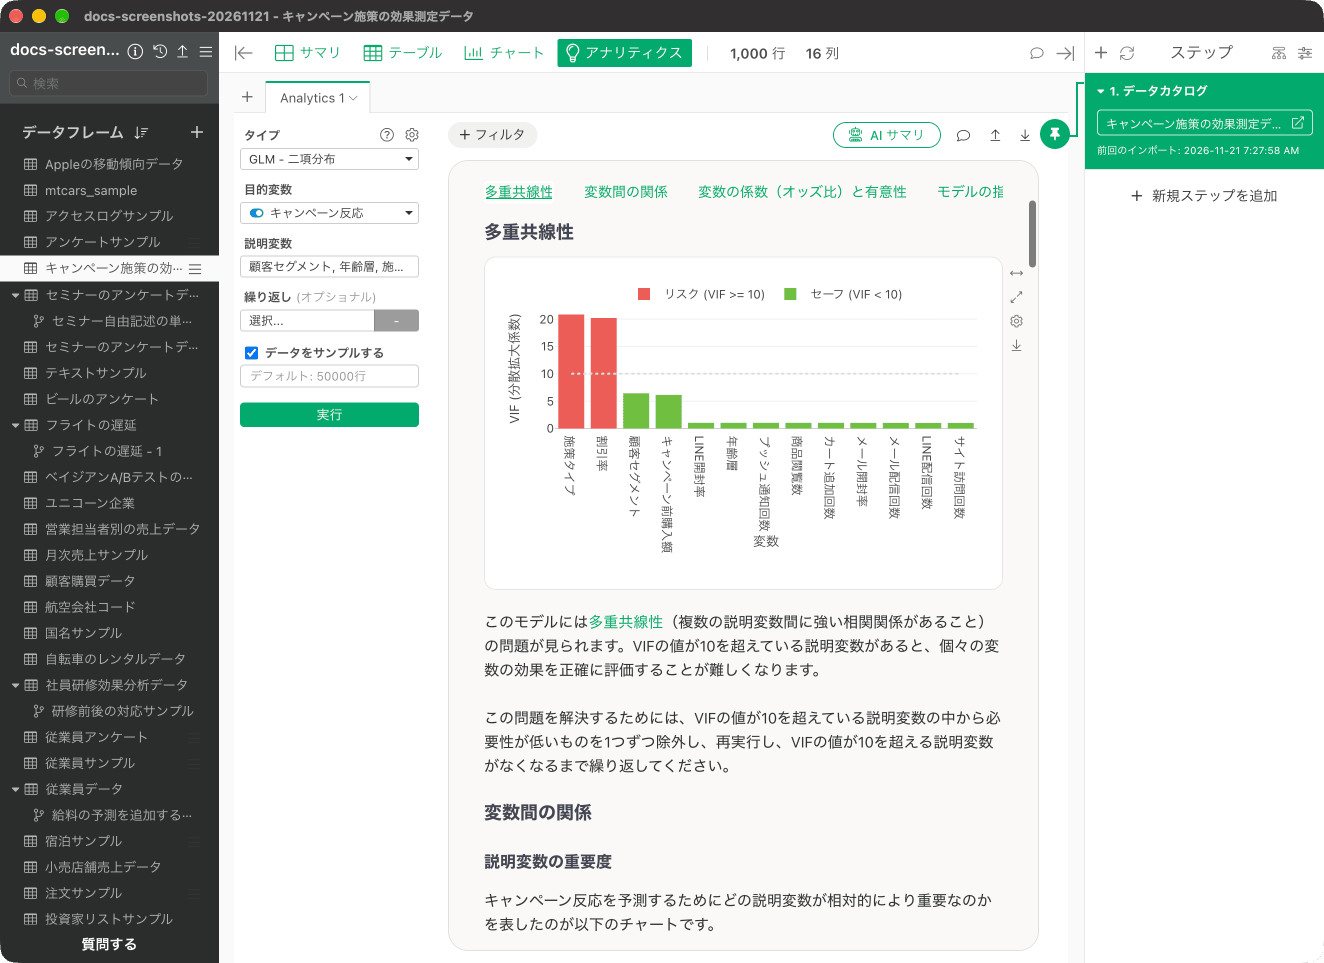 docs-screenshots-20261121 - キャンペーン施策の効果測定データ
docs-screen...
検索
データフレーム
Appleの移動傾向データ
mtcars_sample
アクセスログサンプル
アンケートサンプル
キャンペーン施策の効…
セミナーのアンケートデ…
セミナー自由記述の単…
セミナーのアンケートデ…
テキストサンプル
ビールのアンケート
フライトの遅延
フライトの遅延 - 1
ベイジアンA/Bテストの…
ユニコーン企業
営業担当者別の売上データ
月次売上サンプル
顧客購買データ
航空会社コード
国名サンプル
自転車のレンタルデータ
社員研修効果分析データ
研修前後の対応サンプル
従業員アンケート
従業員サンプル
従業員データ
給料の予測を追加する…
宿泊サンプル
小売店舗売上データ
注文サンプル
投資家リストサンプル
質問する
サマリ
テーブル
チャート
アナリティクス
1,000 行
16 列
Analytics 1
タイプ
GLM - 二項分布
目的変数
キャンペーン反応
説明変数
顧客セグメント, 年齢層, 施...
繰り返し (オプショナル)
選択...
-
データをサンプルする
デフォルト: 50000行
実行
+ フィルタ
AI サマリ
多重共線性
変数間の関係
変数の係数（オッズ比）と有意性
モデルの指
多重共線性
リスク (VIF >= 10)
セーフ (VIF < 10)
VIF (分散拡大係数)
20
15
10
5
0
施策タイプ
割引率
顧客セグメント
キャンペーン前購入額
LINE開封率
年齢層
プッシュ通知回数
商品閲覧数
カート追加回数
メール開封率
メール配信回数
LINE配信回数
サイト訪問回数
変数
このモデルには多重共線性（複数の説明変数間に強い相関関係があること）
の問題が見られます。VIFの値が10を超えている説明変数があると、個々の変
数の効果を正確に評価することが難しくなります。
この問題を解決するためには、VIFの値が10を超えている説明変数の中から必
要性が低いものを1つずつ除外し、再実行し、VIFの値が10を超える説明変数
がなくなるまで繰り返してください。
変数間の関係
説明変数の重要度
キャンペーン反応を予測するためにどの説明変数が相対的により重要なのか
を表したのが以下のチャートです。
ステップ
1. データカタログ
キャンペーン施策の効果測定デ...
前回のインポート: 2026-11-21 7:27:58 AM
+ 新規ステップを追加